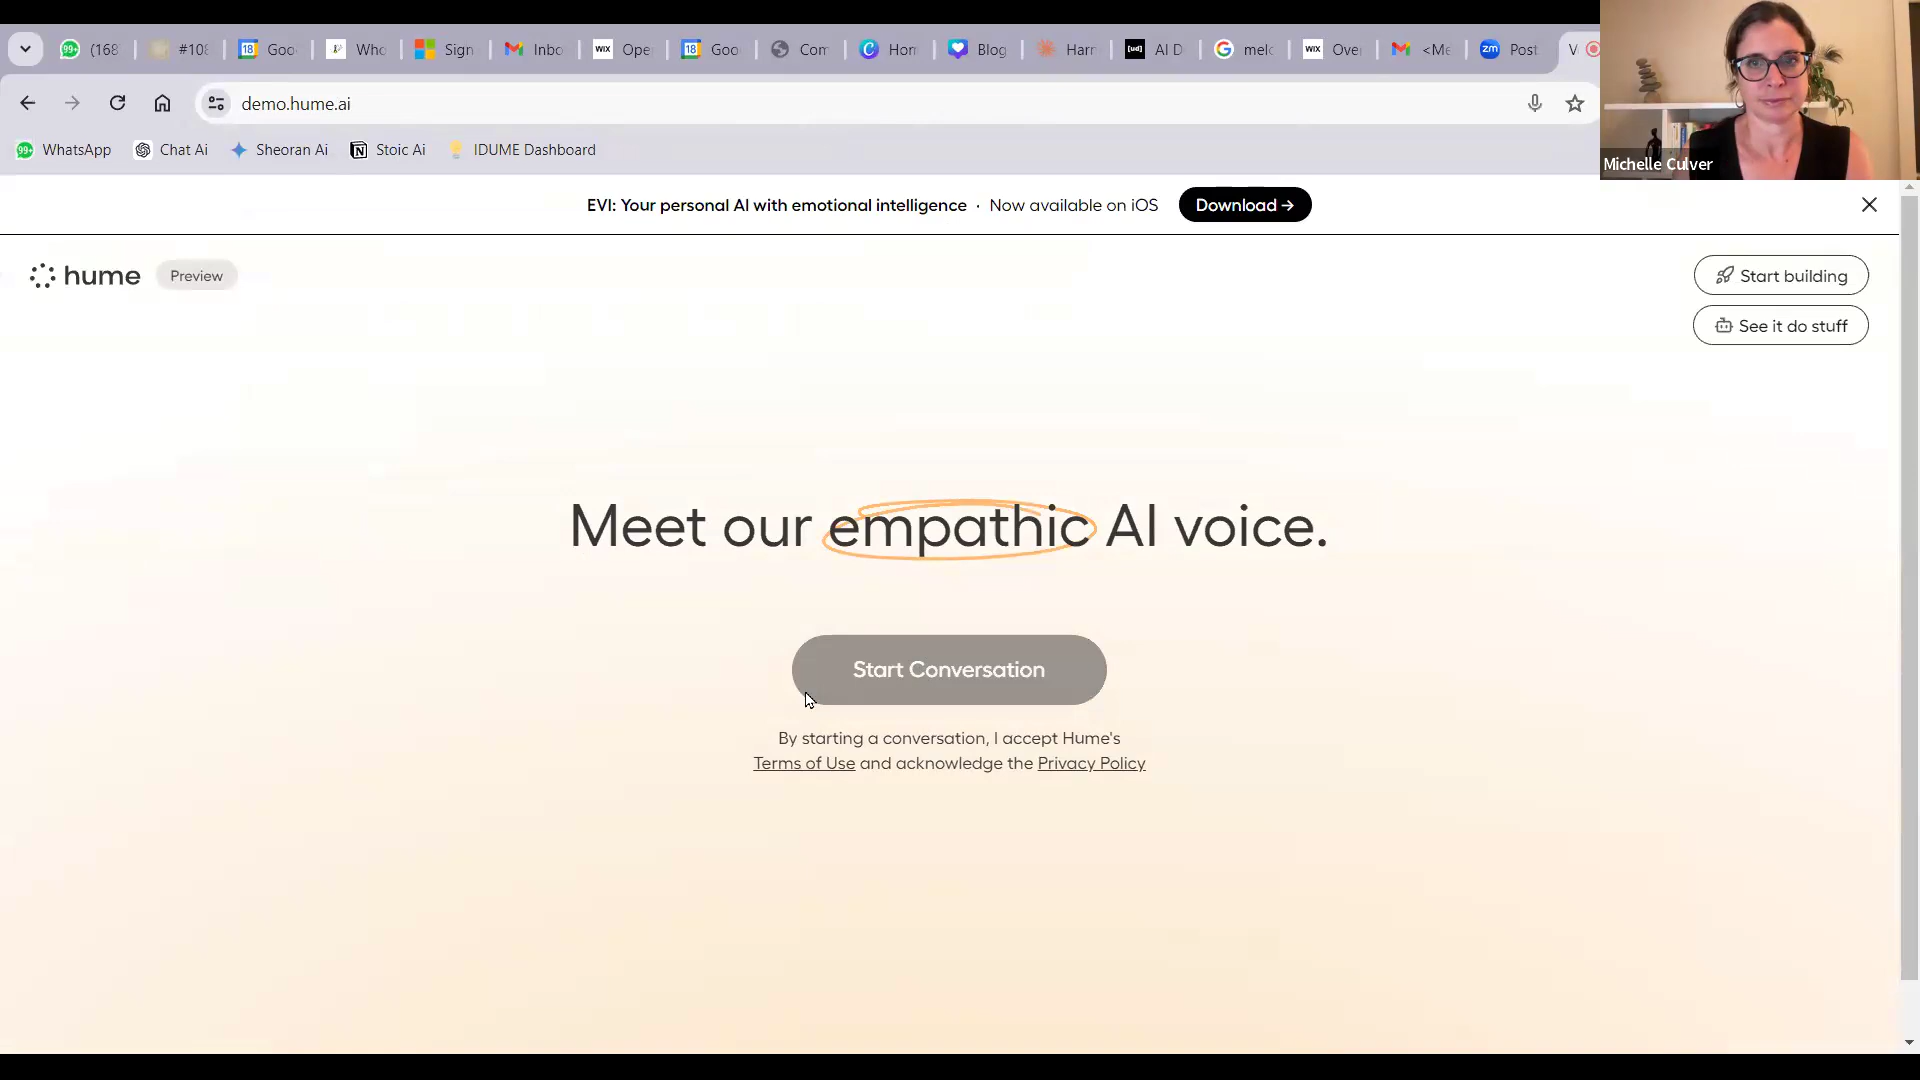 (168 #108 Goo Who Sign Inbo Ope Goo Com Hom Blog Harr AI D melc Ove <Me Post V
demo.hume.ai
WhatsApp Chat Ai Sheoran Ai Stoic Ai IDUME Dashboard
Michelle Culver
EVI: Your personal AI with emotional intelligence · Now available on iOS Download →
hume Preview
Start building
See it do stuff
Meet our empathic AI voice.
Start Conversation
By starting a conversation, I accept Hume's
Terms of Use and acknowledge the Privacy Policy